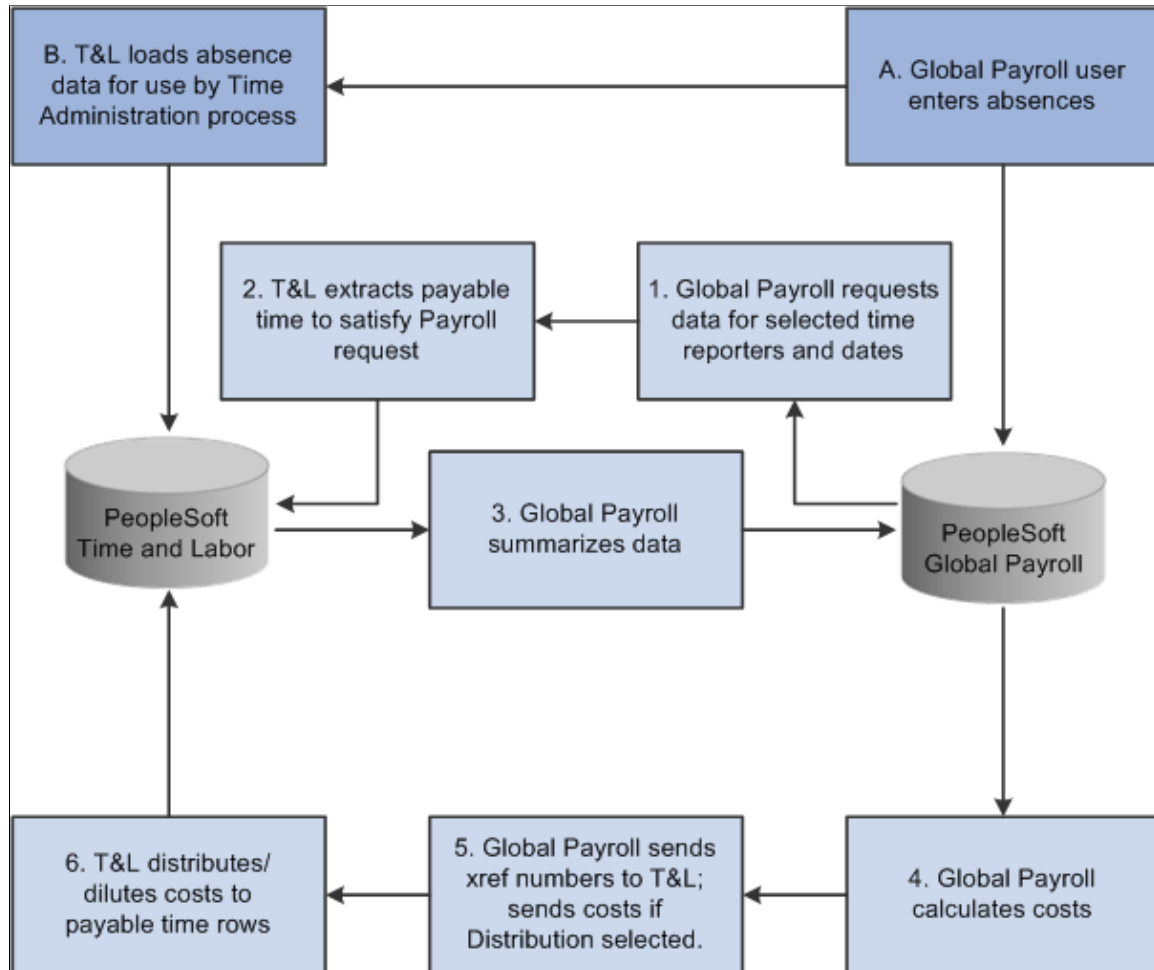 B. T&L loads absence
data for use by Time
Administration process
A. Global Payroll user
enters absences
2. T&L extracts payable
time to satisfy Payroll
request
1. Global Payroll requests
data for selected time
reporters and dates
PeopleSoft
Time and Labor
3. Global Payroll
summarizes data
PeopleSoft
Global Payroll
6. T&L distributes/
dilutes costs to
payable time rows
5. Global Payroll sends
xref numbers to T&L;
sends costs if
Distribution selected.
4. Global Payroll
calculates costs